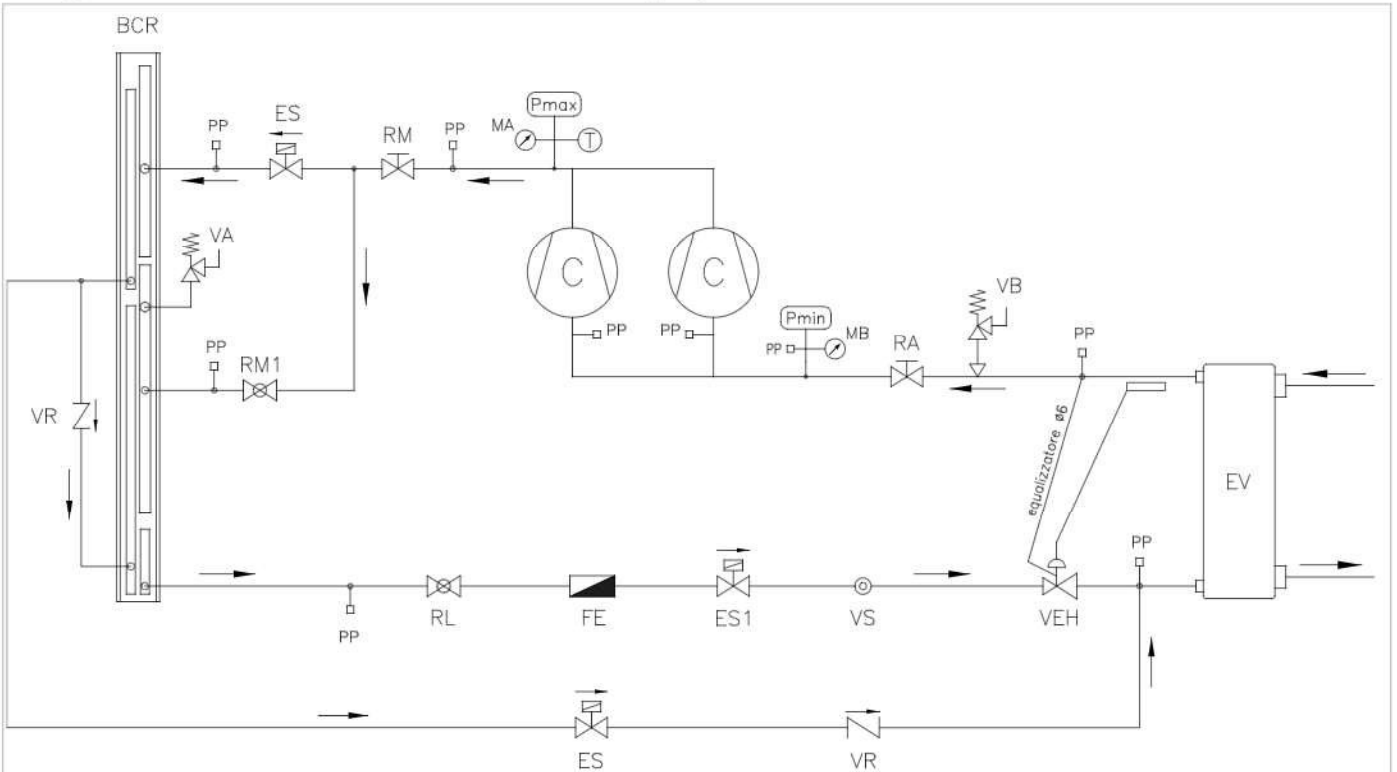 BCR
Pmax
ES
PP
RM
PP
MA
T
VA
C
C
PP
PP
Pmin
VB
PP
MB
RA
PP
PP
RM1
VR
equalizzatore ø6
EV
PP
PP
RL
FE
ES1
VS
VEH
ES
VR